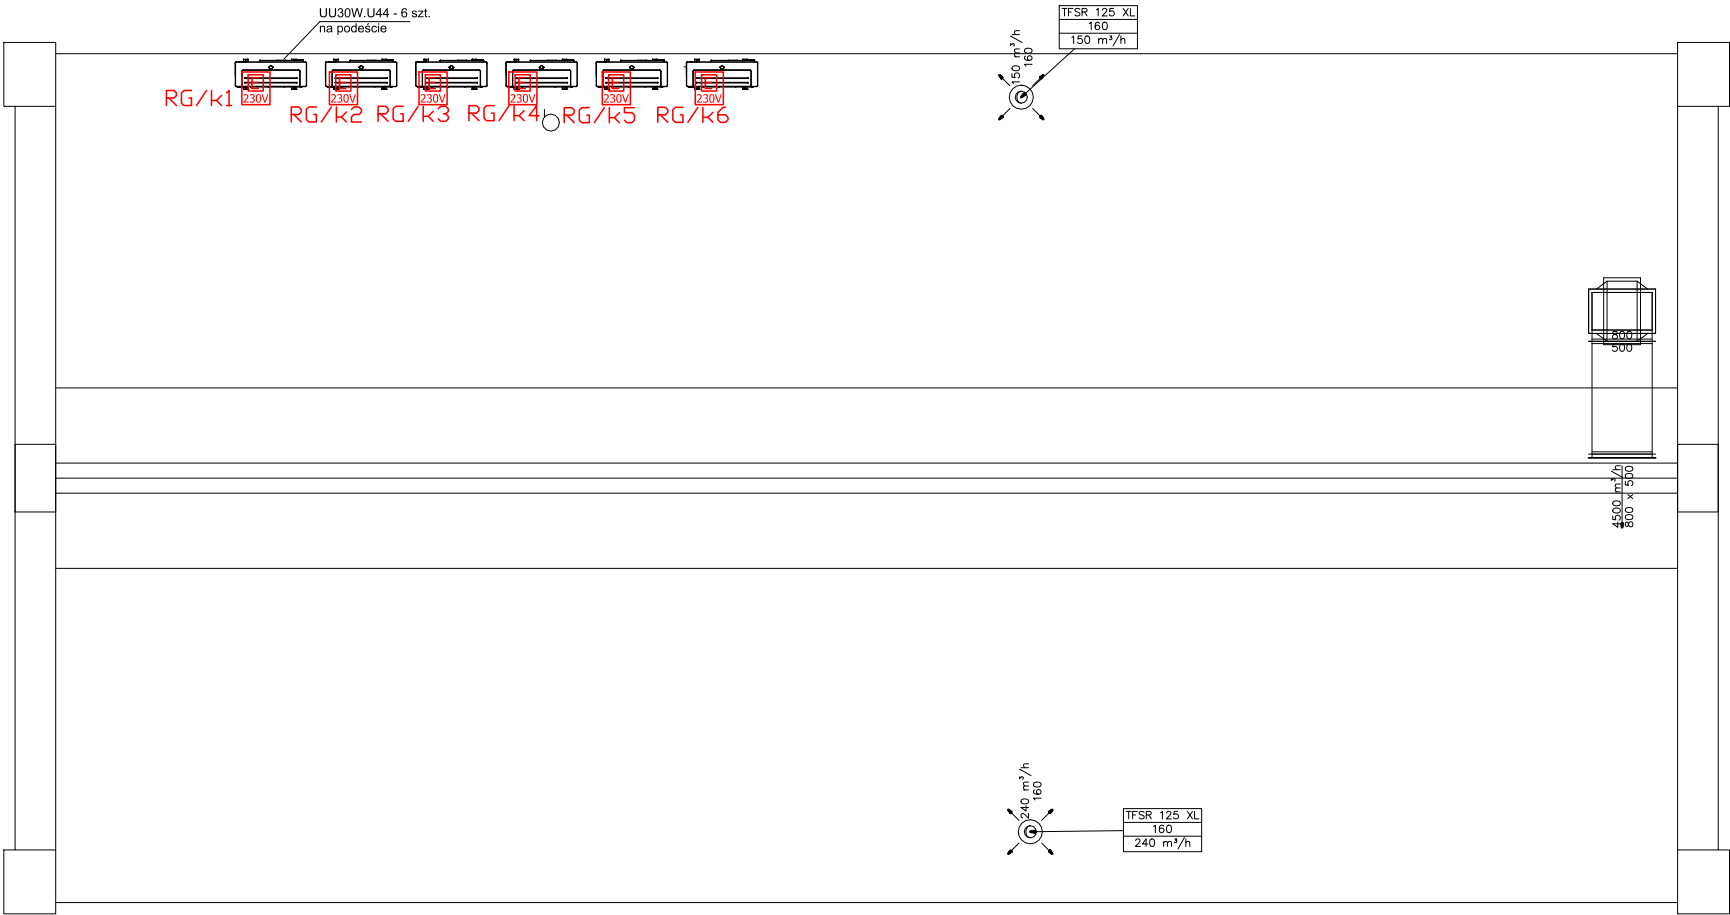 UU30W.U44 - 6 szt.
na podeście
TFSR 125 XL
160
150 m³/h
150 m³/h
160
230V
230V
230V
230V
230V
230V
RG/k1
RG/k2
RG/k3
RG/k4
RG/k5
RG/k6
800
500
4500 m³/h
800 x 500
240 m³/h
160
TFSR 125 XL
160
240 m³/h